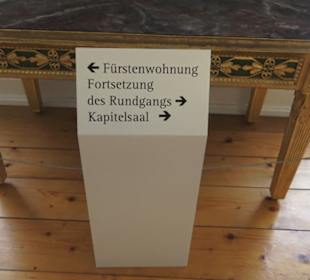 ← Fürstenwohnung
Fortsetzung
des Rundgangs →
Kapitelsaal →